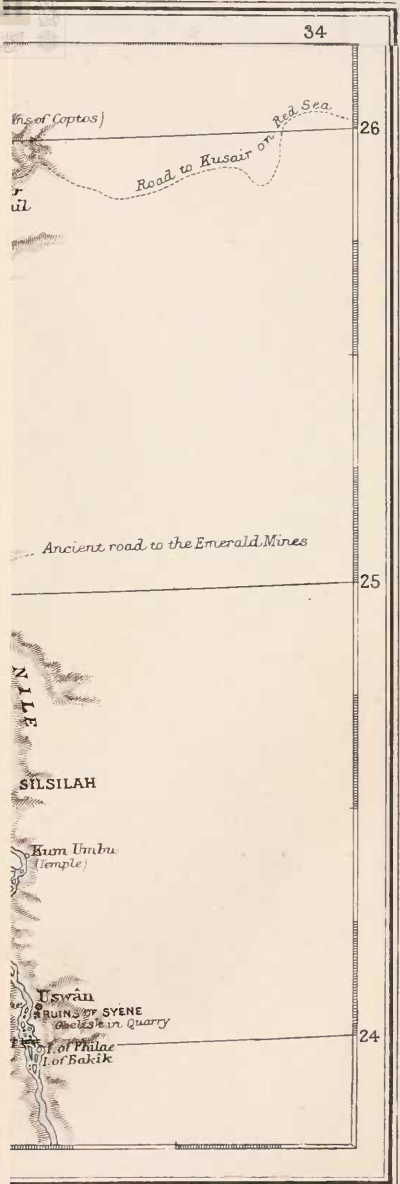 34
of Coptos)
26
Road to Kusair on Red Sea
Ancient road to the Emerald Mines
25
NILE
SILSILAH
Kum Umbu
(Temple)
Uswân
RUINS OF SYENE
Obelisk in Quarry
24
I. of Philae
I. of Bakik